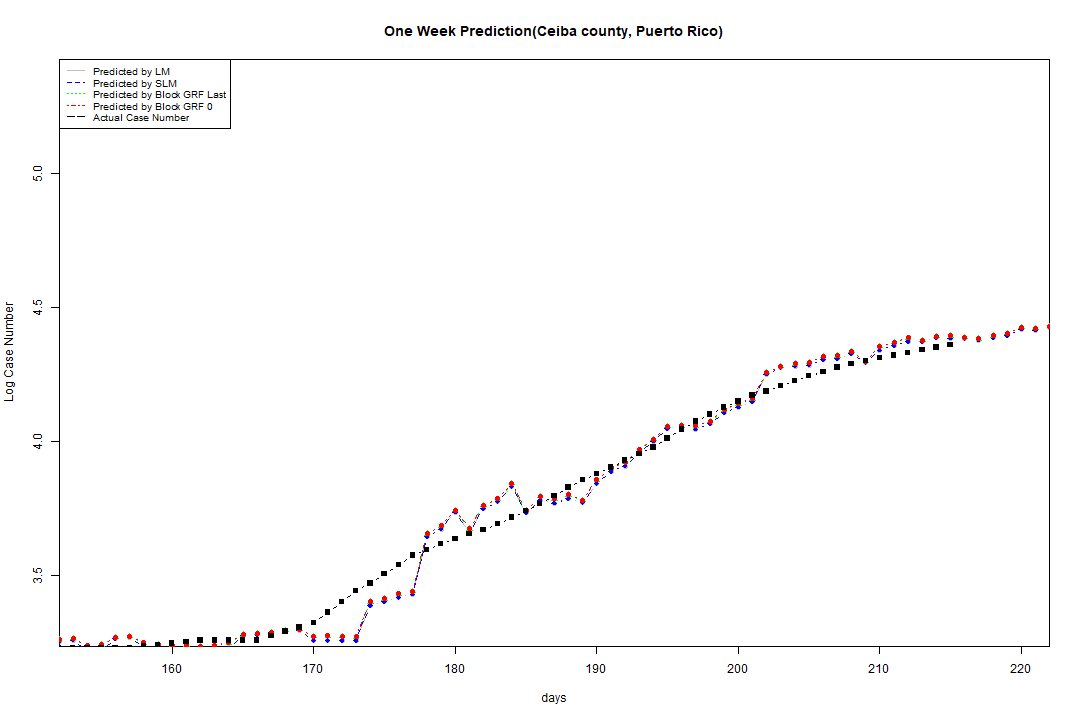 One Week Prediction(Ceiba county, Puerto Rico)
Predicted by LM
Predicted by SLM
Predicted by Block GRF Last
Predicted by Block GRF 0
Actual Case Number
5.0
4.5
4.0
3.5
Log Case Number
160 170 180 190 200 210 220
days